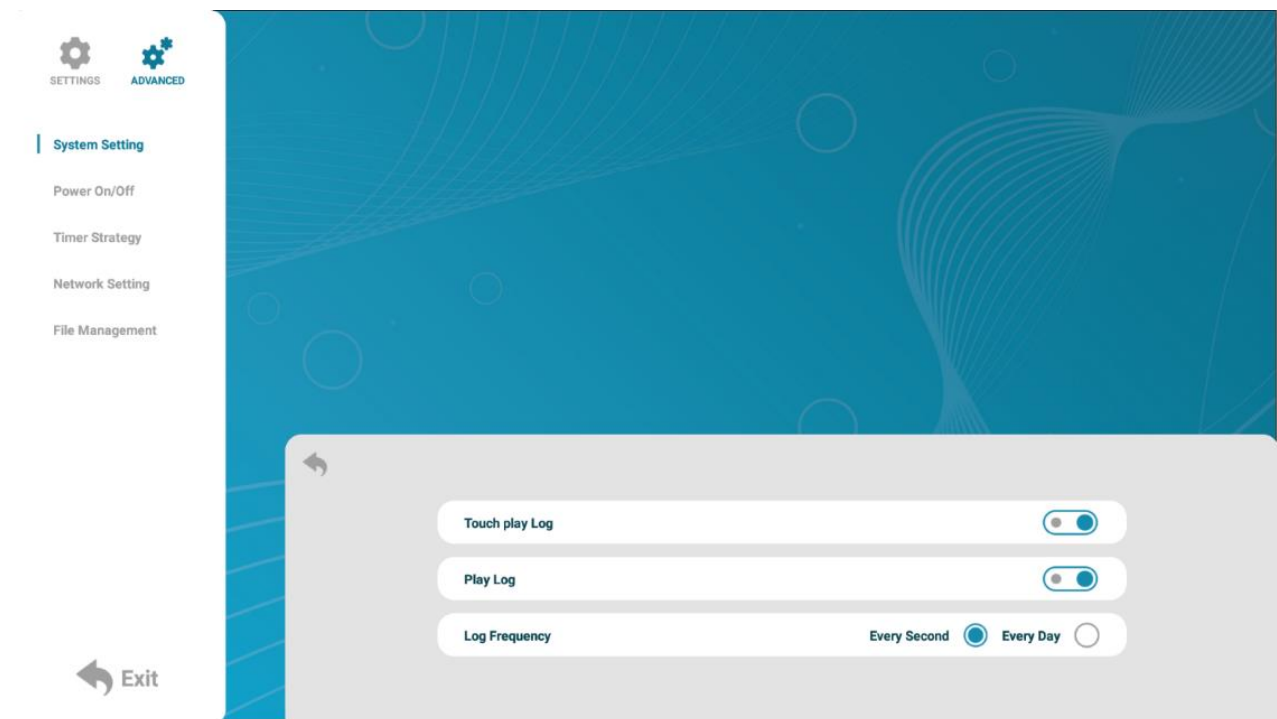 SETTINGS ADVANCED
System Setting
Power On/Off
Timer Strategy
Network Setting
File Management
Touch play Log
Play Log
Log Frequency Every Second Every Day
Exit